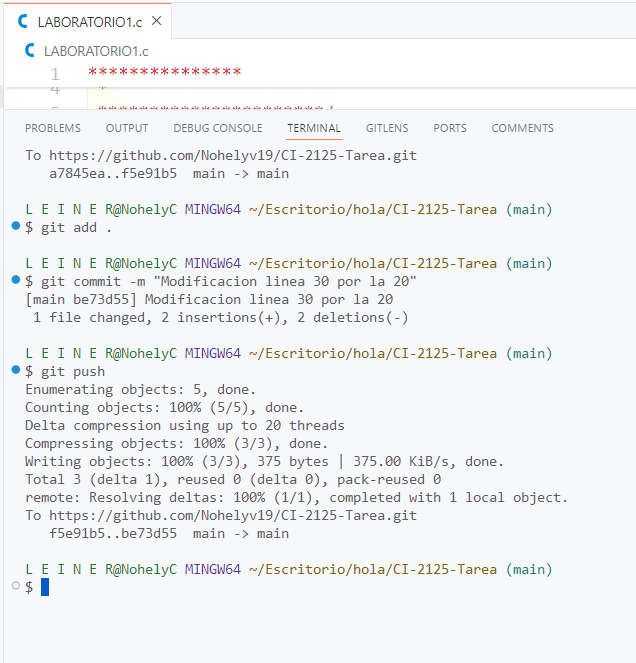 LABORATORIO1.c
LABORATORIO1.c
1 ***************
4 *
PROBLEMS OUTPUT DEBUG CONSOLE TERMINAL GITLENS PORTS COMMENTS
To https://github.com/Nohelyv19/CI-2125-Tarea.git
a7845ea..f5e91b5 main -> main
L E I N E R@NohelyC MINGW64 ~/Escritorio/hola/CI-2125-Tarea (main)
$ git add .
L E I N E R@NohelyC MINGW64 ~/Escritorio/hola/CI-2125-Tarea (main)
$ git commit -m "Modificacion linea 30 por la 20"
[main be73d55] Modificacion linea 30 por la 20
1 file changed, 2 insertions(+), 2 deletions(-)
L E I N E R@NohelyC MINGW64 ~/Escritorio/hola/CI-2125-Tarea (main)
$ git push
Enumerating objects: 5, done.
Counting objects: 100% (5/5), done.
Delta compression using up to 20 threads
Compressing objects: 100% (3/3), done.
Writing objects: 100% (3/3), 375 bytes | 375.00 KiB/s, done.
Total 3 (delta 1), reused 0 (delta 0), pack-reused 0
remote: Resolving deltas: 100% (1/1), completed with 1 local object.
To https://github.com/Nohelyv19/CI-2125-Tarea.git
f5e91b5..be73d55 main -> main
L E I N E R@NohelyC MINGW64 ~/Escritorio/hola/CI-2125-Tarea (main)
$